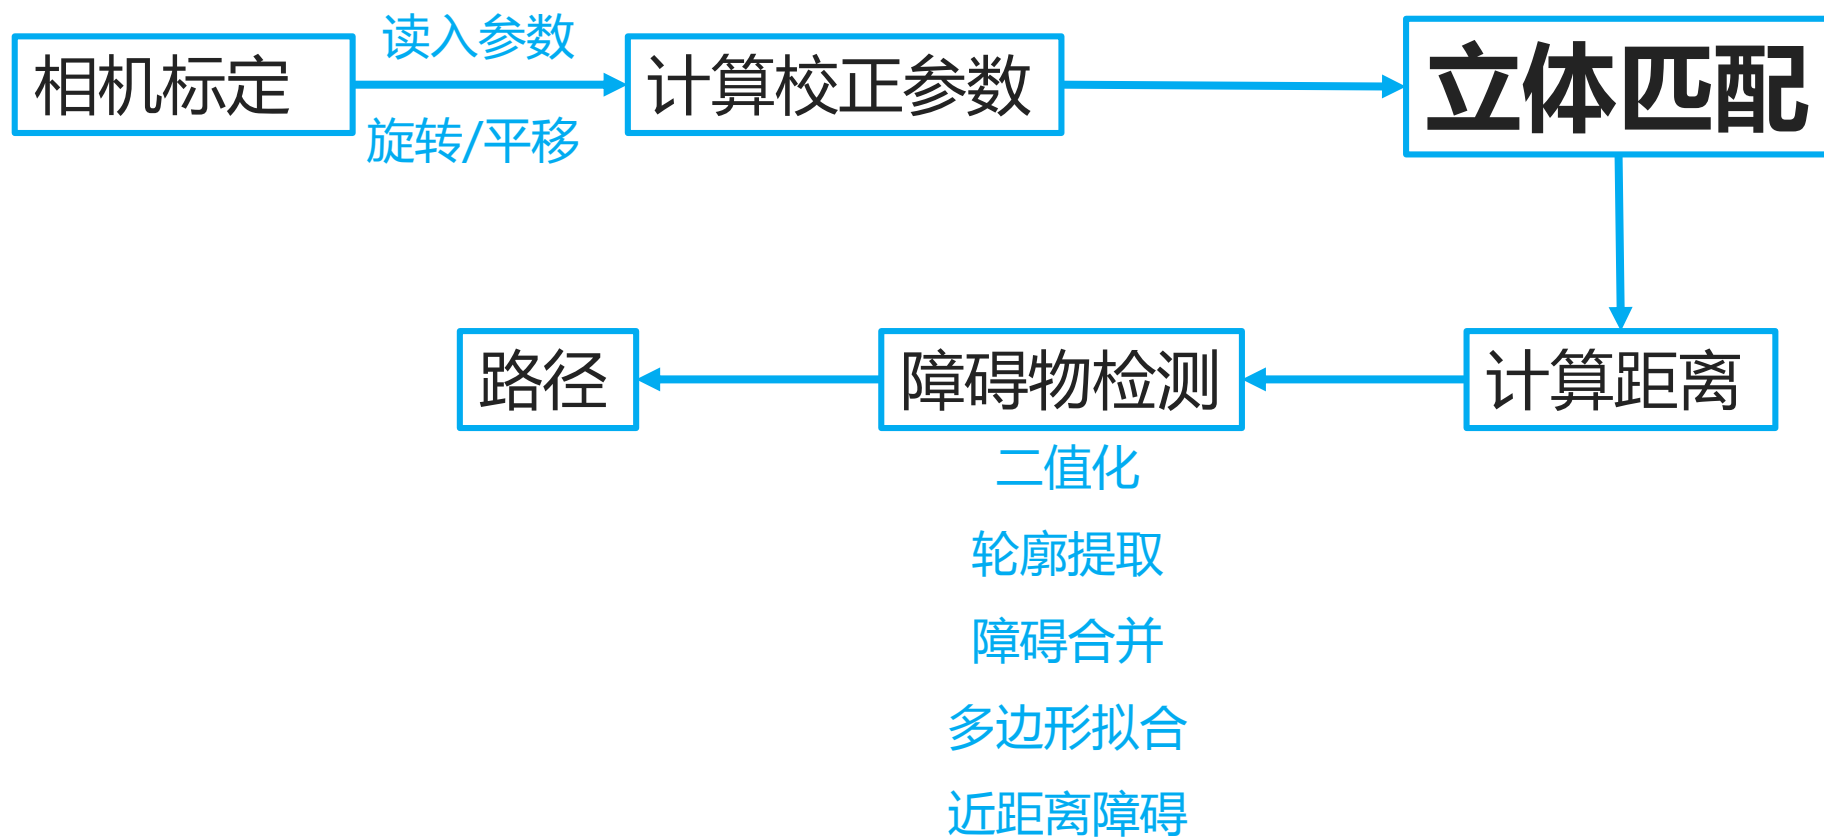 相机标定
读入参数
旋转/平移
计算校正参数
立体匹配
计算距离
障碍物检测
路径
二值化
轮廓提取
障碍合并
多边形拟合
近距离障碍